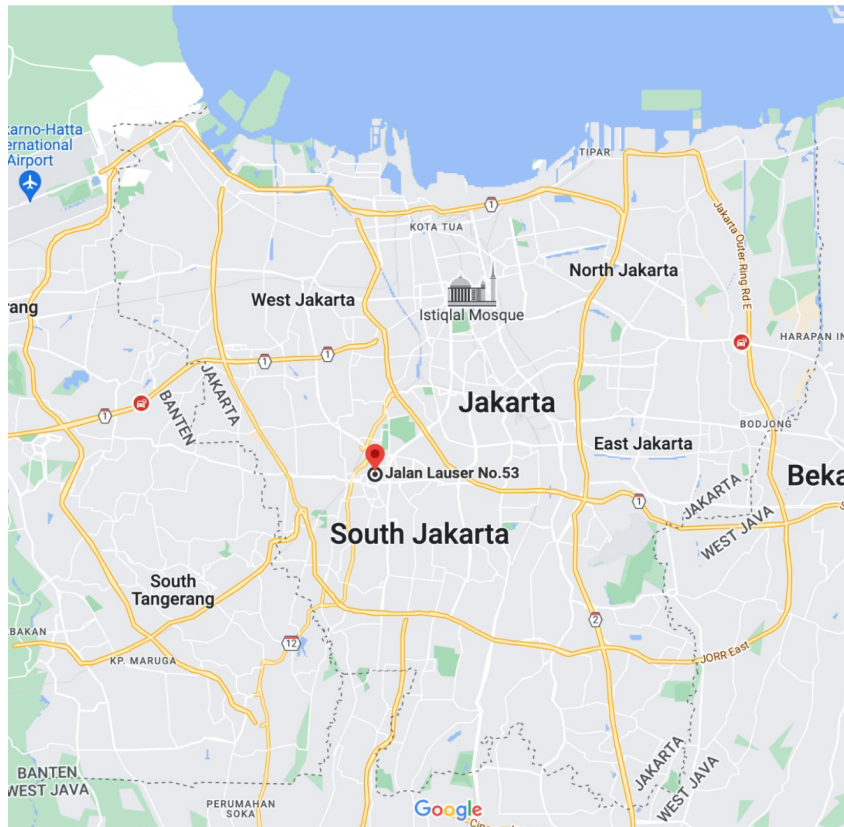 karno-Hatta
ernational
Airport
TIPAR
1
KOTA TUA
Jakarta Outer Ring Rd E
North Jakarta
West Jakarta
rang
Istiqlal Mosque
HARAPAN IN
1
1
JAKARTA
BANTEN
1
Jakarta
BODJONG
East Jakarta
Jalan Lauser No.53
Beka
JAKARTA
WEST JAVA
1
South Jakarta
South
Tangerang
2
ABAKAN
12
KP. MARUGA
JORR East
JAKARTA
WEST JAVA
BANTEN
WEST JAVA
PERUMAHAN
SOKA
Google